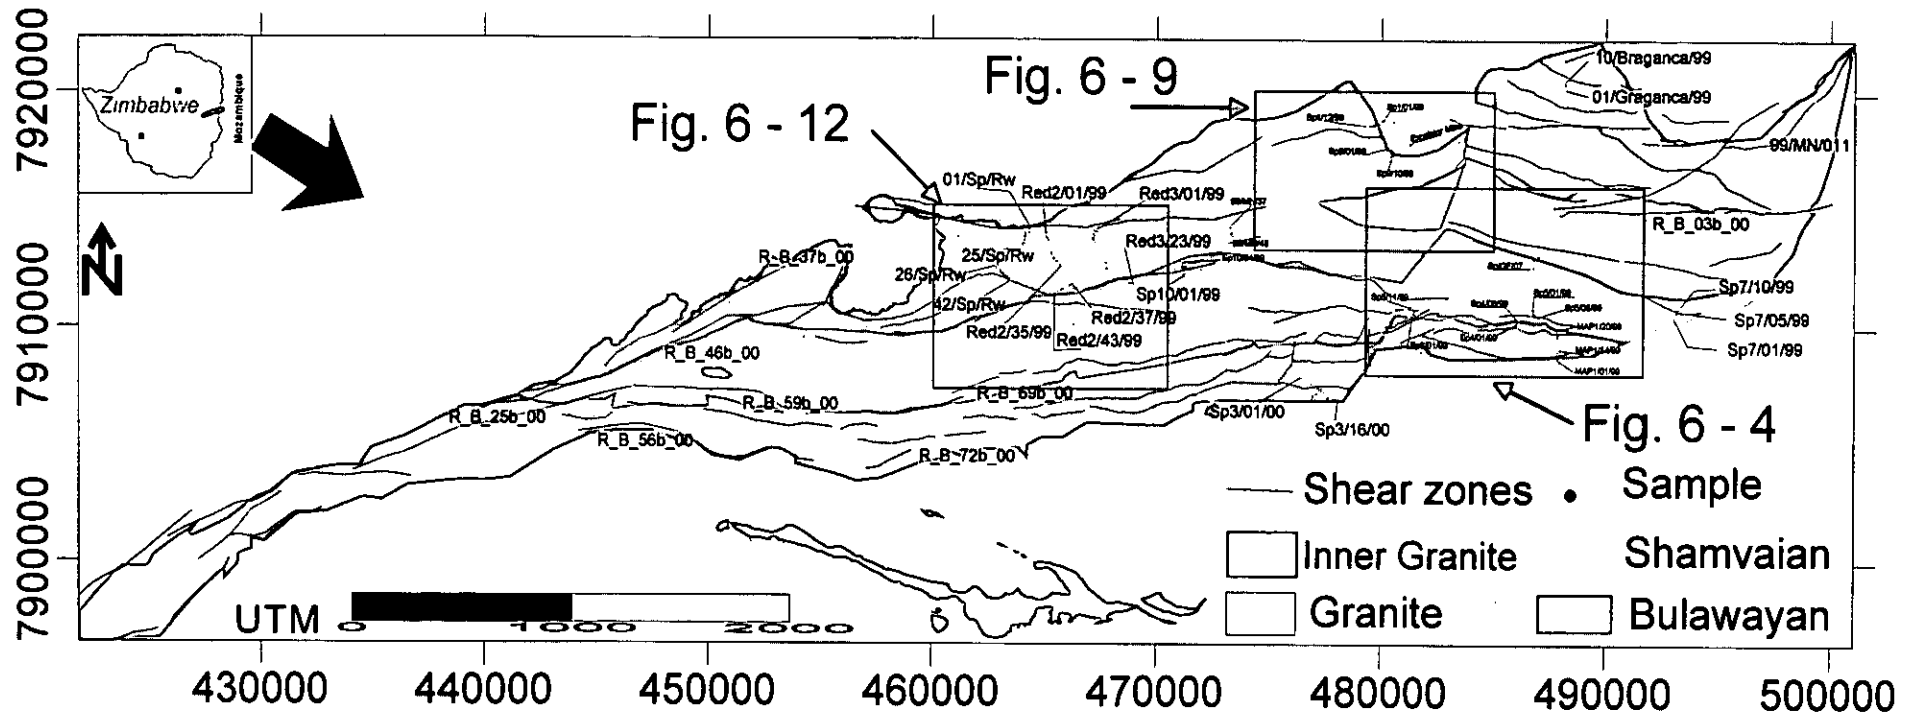 7920000
7910000
7900000
Zimbabwe
Mozambique
N
Fig. 6 - 9
Fig. 6 - 12
10/Braganca/99
01/Graganca/99
99/MN/011
01/Sp/Rw
Red2/01/99
Red3/01/99
R_B_03b_00
Red3/23/99
R_B_37b_00
25/Sp/Rw
26/Sp/Rw
42/Sp/Rw
Sp10/01/99
Red2/37/99
Red2/35/99
Red2/43/99
Sp7/10/99
Sp7/05/99
Sp7/01/99
MAP1/01/99
R_B_46b_00
R_B_59b_00
R_B_69b_00
R_B_25b_00
R_B_56b_00
R_B_72b_00
Sp3/01/00
Sp3/16/00
Fig. 6 - 4
Shear zones
Sample
Inner Granite
Shamvaian
Granite
Bulawayan
UTM
0 1000 2000
430000 440000 450000 460000 470000 480000 490000 500000